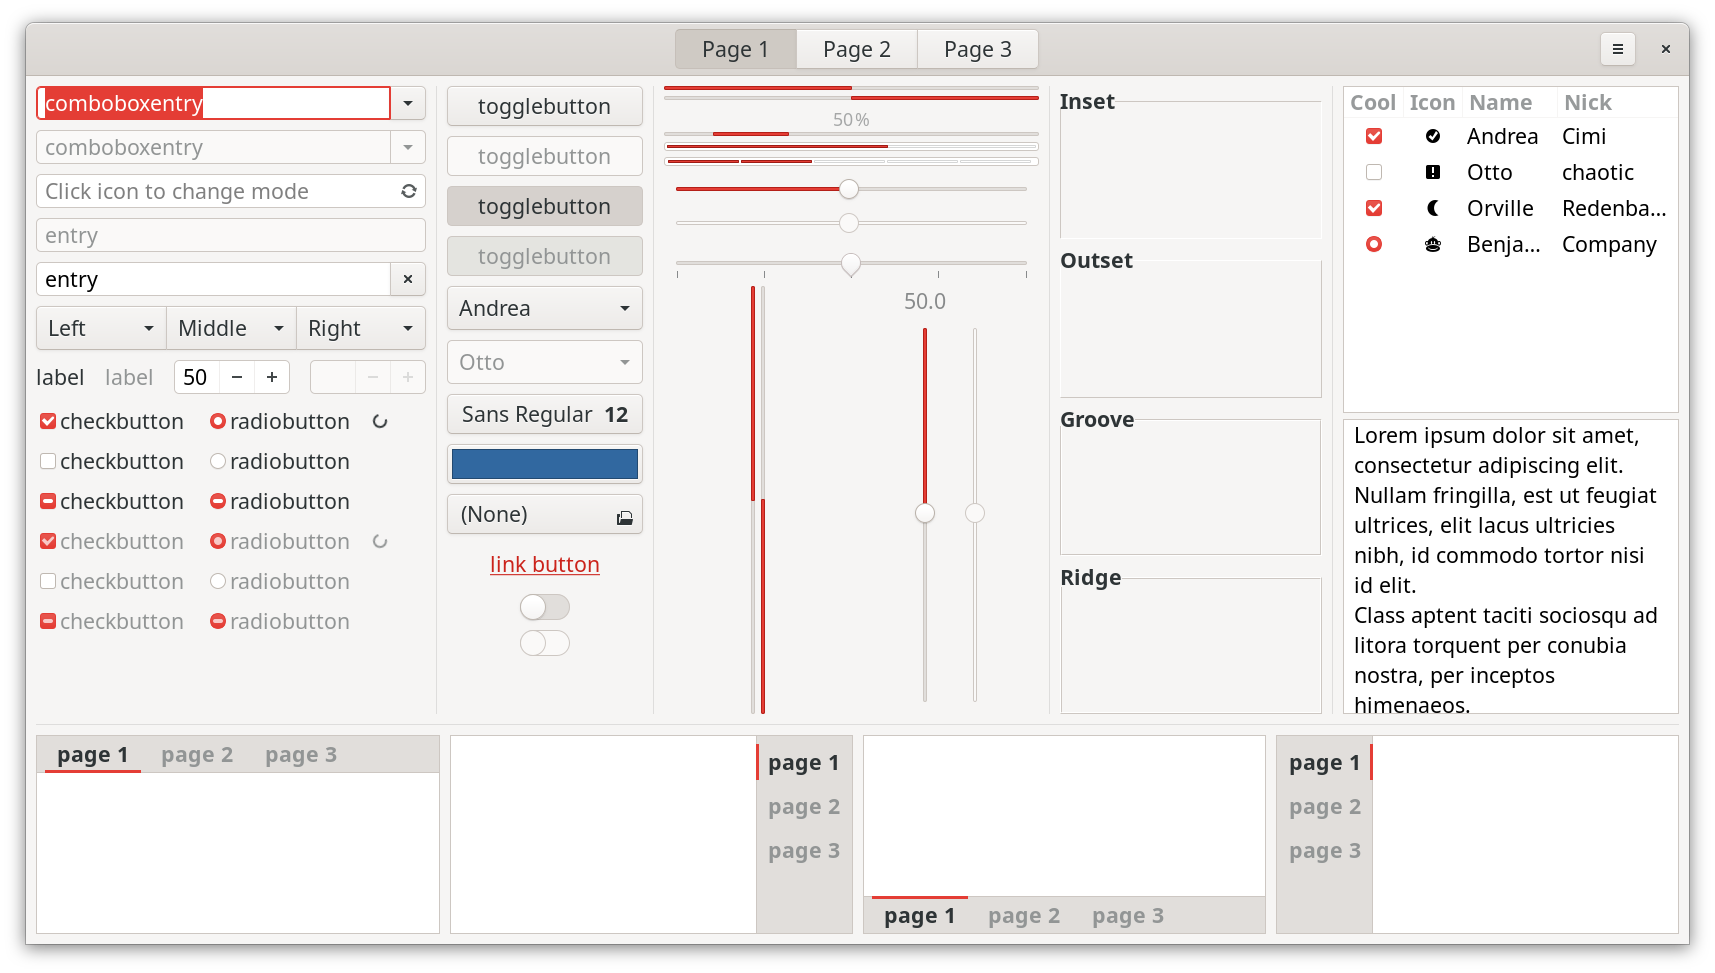 Page 1 Page 2 Page 3
comboboxentry
comboboxentry
Click icon to change mode
entry
entry
Left Middle Right
label label 50
checkbutton radiobutton
checkbutton radiobutton
checkbutton radiobutton
checkbutton radiobutton
checkbutton radiobutton
checkbutton radiobutton
togglebutton
togglebutton
togglebutton
togglebutton
Andrea
Otto
Sans Regular 12
(None)
link button
50%
50.0
Inset
Outset
Groove
Ridge
Cool Icon Name Nick
Andrea Cimi
Otto chaotic
Orville Redenba...
Benja... Company
Lorem ipsum dolor sit amet,
consectetur adipiscing elit.
Nullam fringilla, est ut feugiat
ultrices, elit lacus ultricies
nibh, id commodo tortor nisi
id elit.
Class aptent taciti sociosqu ad
litora torquent per conubia
nostra, per inceptos
himenaeos.
page 1 page 2 page 3
page 1
page 2
page 3
page 1 page 2 page 3
page 1
page 2
page 3